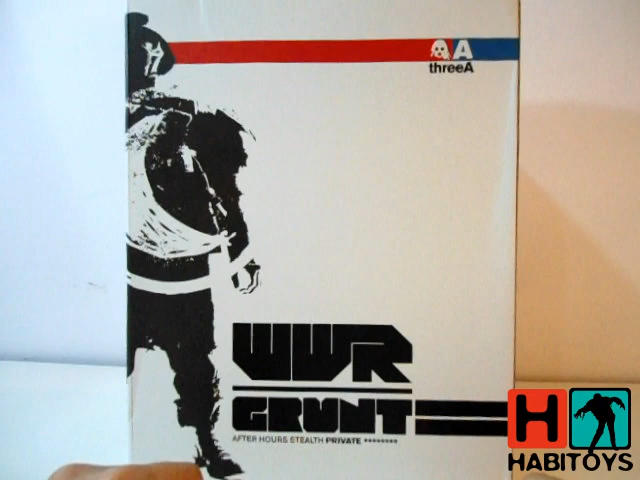 A
threeA
WWR
GRUNT
AFTER HOURS STEALTH PRIVATE ********
H
HABITOYS